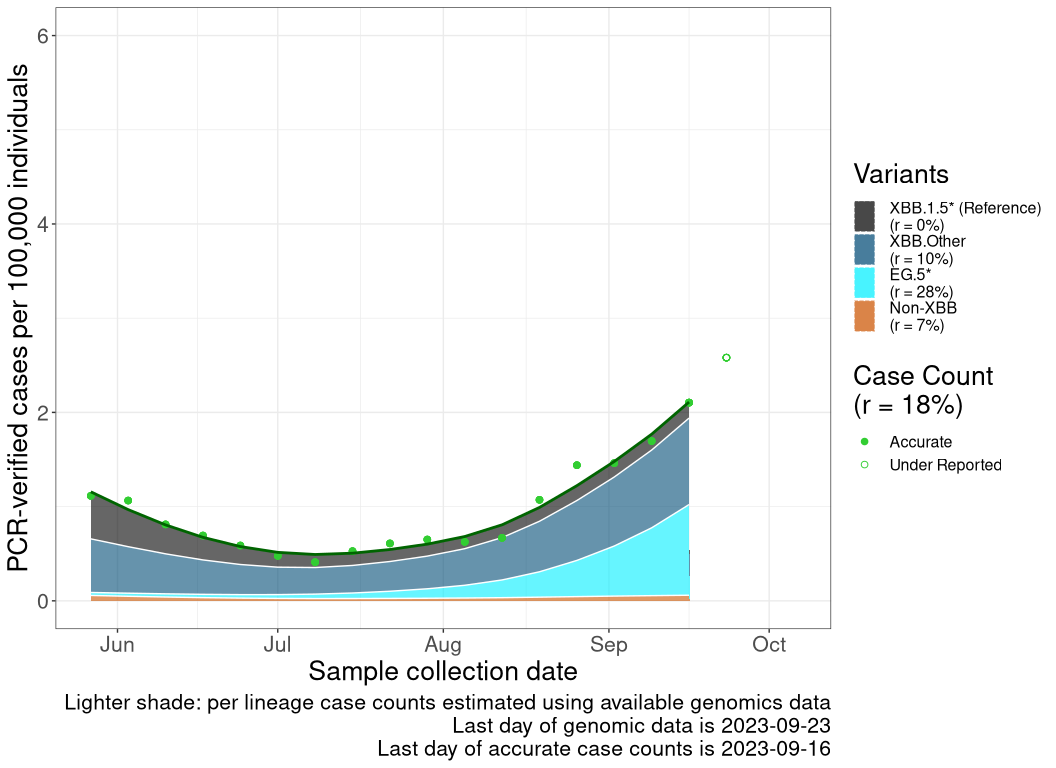 PCR-verified cases per 100,000 individuals
6
4
2
0
Jun Jul Aug Sep Oct
Sample collection date
Lighter shade: per lineage case counts estimated using available genomics data
Last day of genomic data is 2023-09-23
Last day of accurate case counts is 2023-09-16
Variants
XBB.1.5* (Reference)
(r = 0%)
XBB.Other
(r = 10%)
EG.5*
(r = 28%)
Non-XBB
(r = 7%)
Case Count
(r = 18%)
Accurate
Under Reported